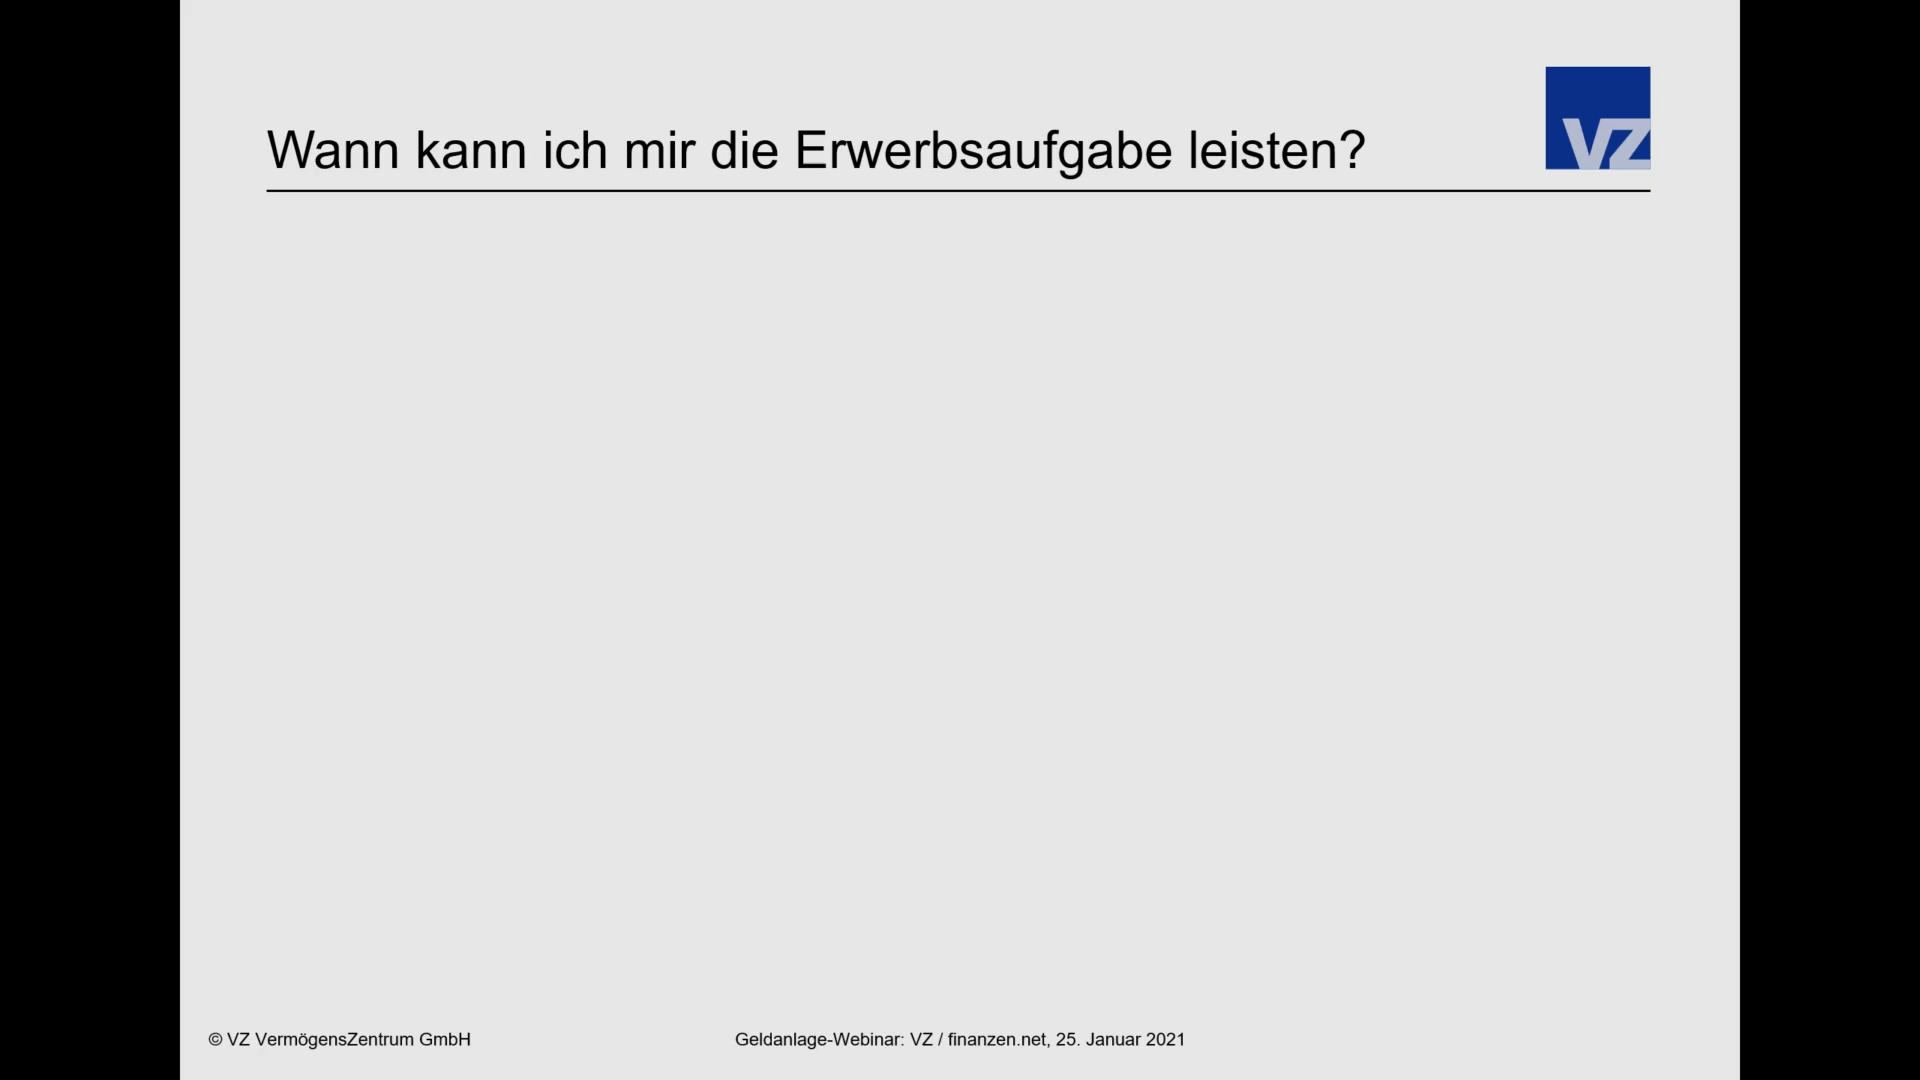 Wann kann ich mir die Erwerbsaufgabe leisten?
VZ
© VZ VermögensZentrum GmbH
Geldanlage-Webinar: VZ / finanzen.net, 25. Januar 2021